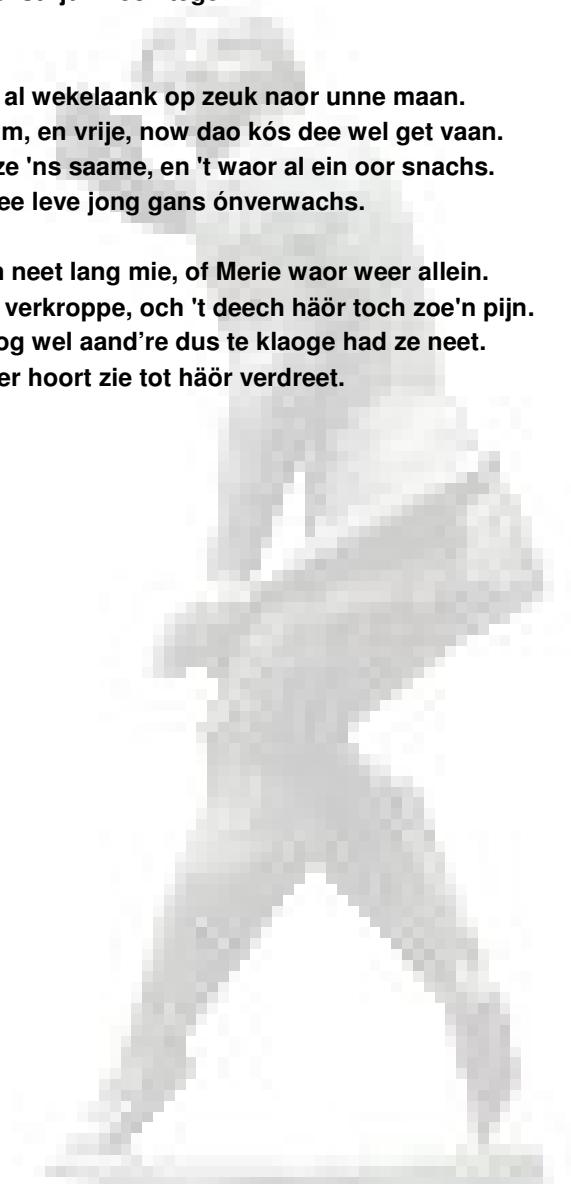 al wekelaank op zeuk naor unne maan.
m, en vrije, now dao kós dee wel get vaan.
ze 'ns saame, en 't waor al ein oor snachs.
ee leve jong gans ónverwachs.
n neet lang mie, of Merie waor weer allein.
verkroppe, och 't deech häör toch zoe'n pijn.
og wel aand’re dus te klaoge had ze neet.
er hoort zie tot häör verdreet.